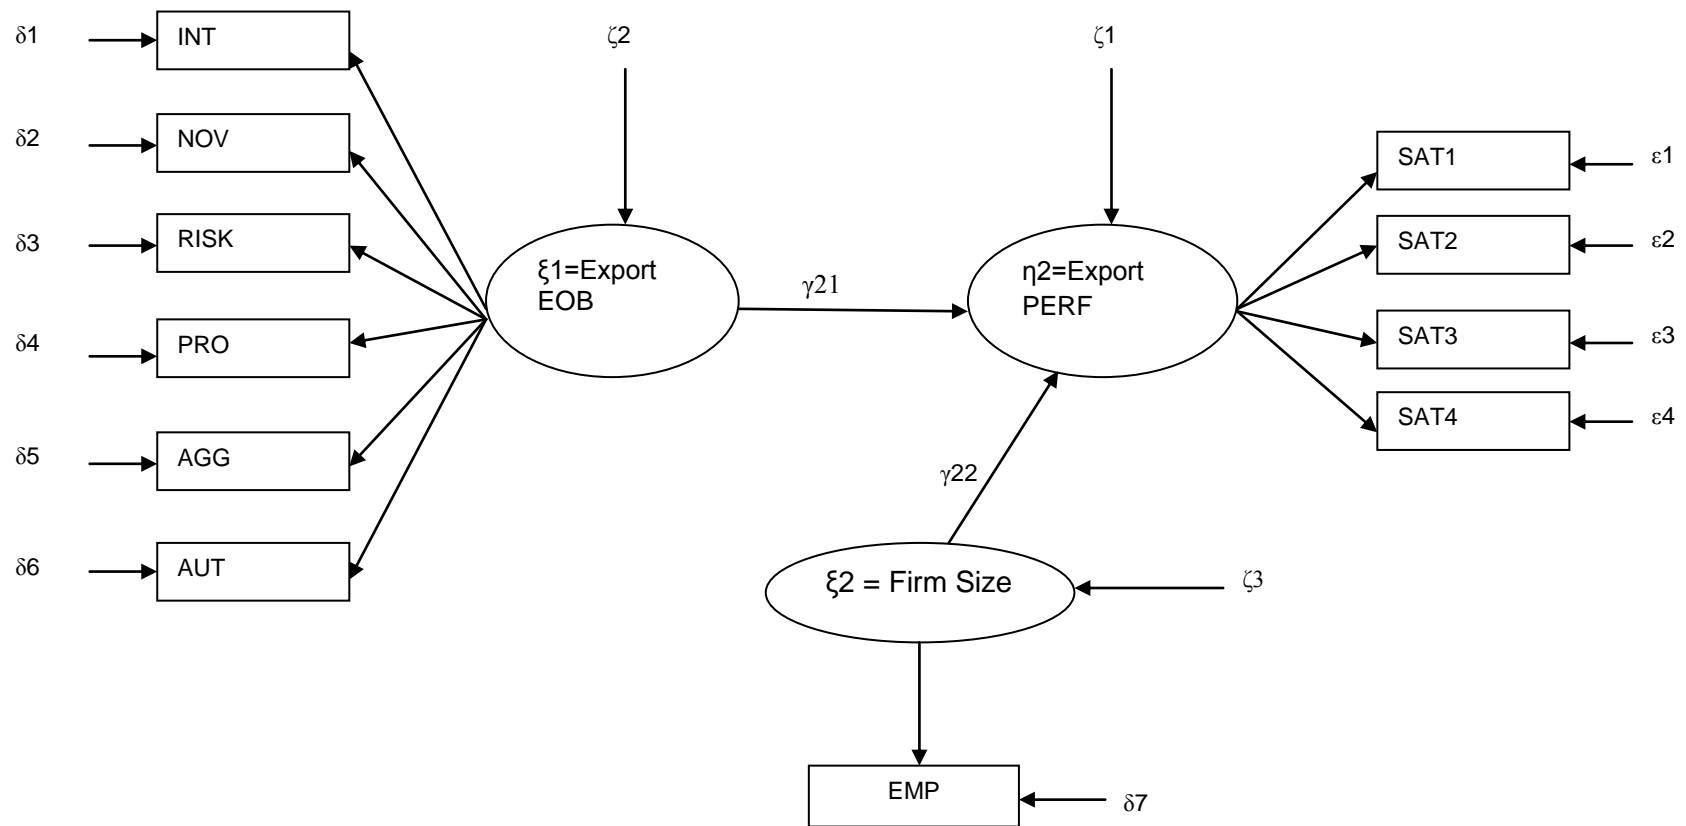 δ1
INT
ζ2
ζ1
δ2
NOV
SAT1
ε1
δ3
RISK
SAT2
ε2
ξ1=Export
EOB
γ21
η2=Export
PERF
δ4
PRO
SAT3
ε3
SAT4
ε4
δ5
AGG
γ22
δ6
AUT
ξ2 = Firm Size
ζ3
EMP
δ7